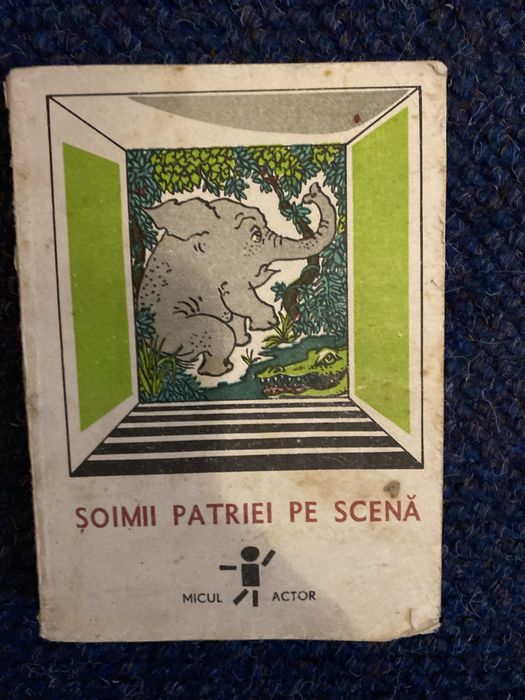 ȘOIMII PATRIEI PE SCENĂ
MICUL ACTOR